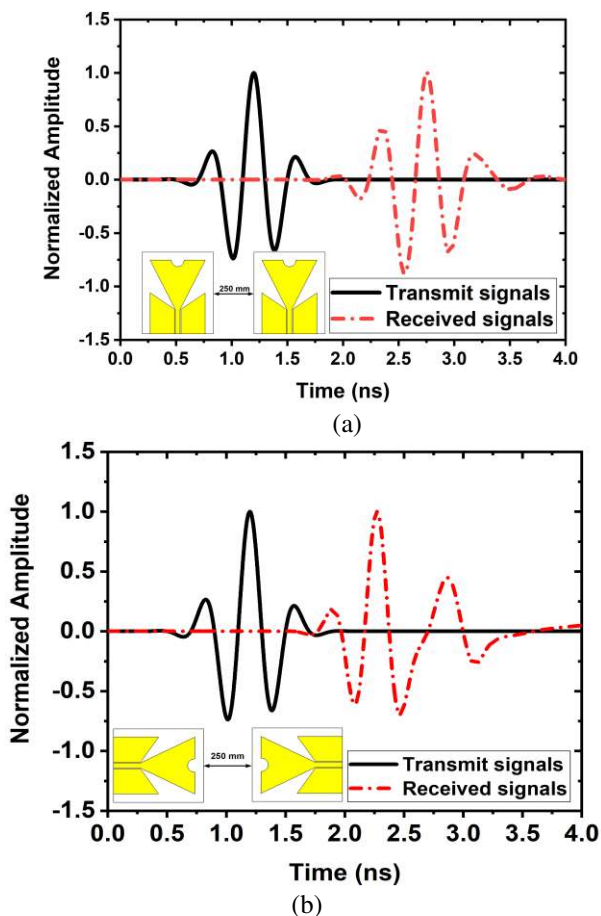 1.5
1.0
0.5
0.0
-0.5
-1.0
-1.5
Normalized Amplitude
250 mm
Transmit signals
Received signals
0.0 0.5 1.0 1.5 2.0 2.5 3.0 3.5 4.0
Time (ns)
(a)
1.5
1.0
0.5
0.0
-0.5
-1.0
-1.5
Normalized Amplitude
250 mm
Transmit signals
Received signals
0.0 0.5 1.0 1.5 2.0 2.5 3.0 3.5 4.0
Time (ns)
(b)